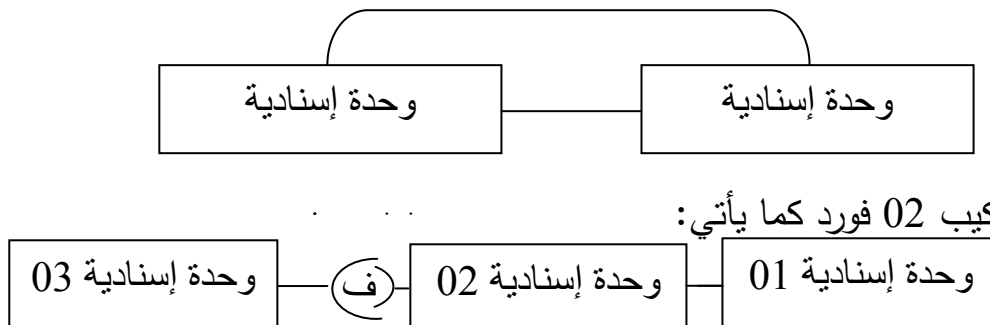 وحدة إسنادية وحدة إسنادية
كيب 02 فورد كما يأتي:
وحدة إسنادية 01 وحدة إسنادية 02 ف وحدة إسنادية 03